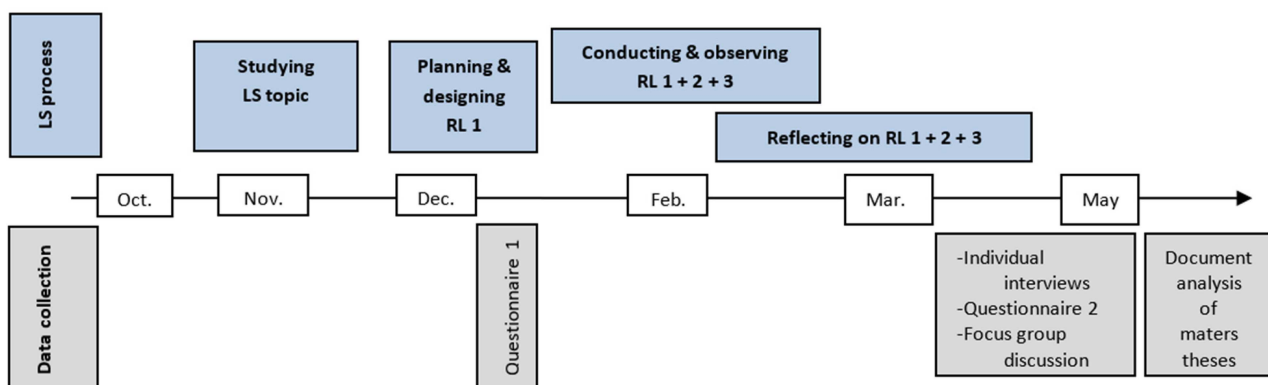 LS process
Studying
LS topic
Planning &
designing
RL 1
Conducting & observing
RL 1 + 2 + 3
Reflecting on RL 1 + 2 + 3
Oct.
Nov.
Dec.
Feb.
Mar.
May
Data collection
Questionnaire 1
-Individual
interviews
-Questionnaire 2
-Focus group
discussion
Document
analysis
of
maters
theses